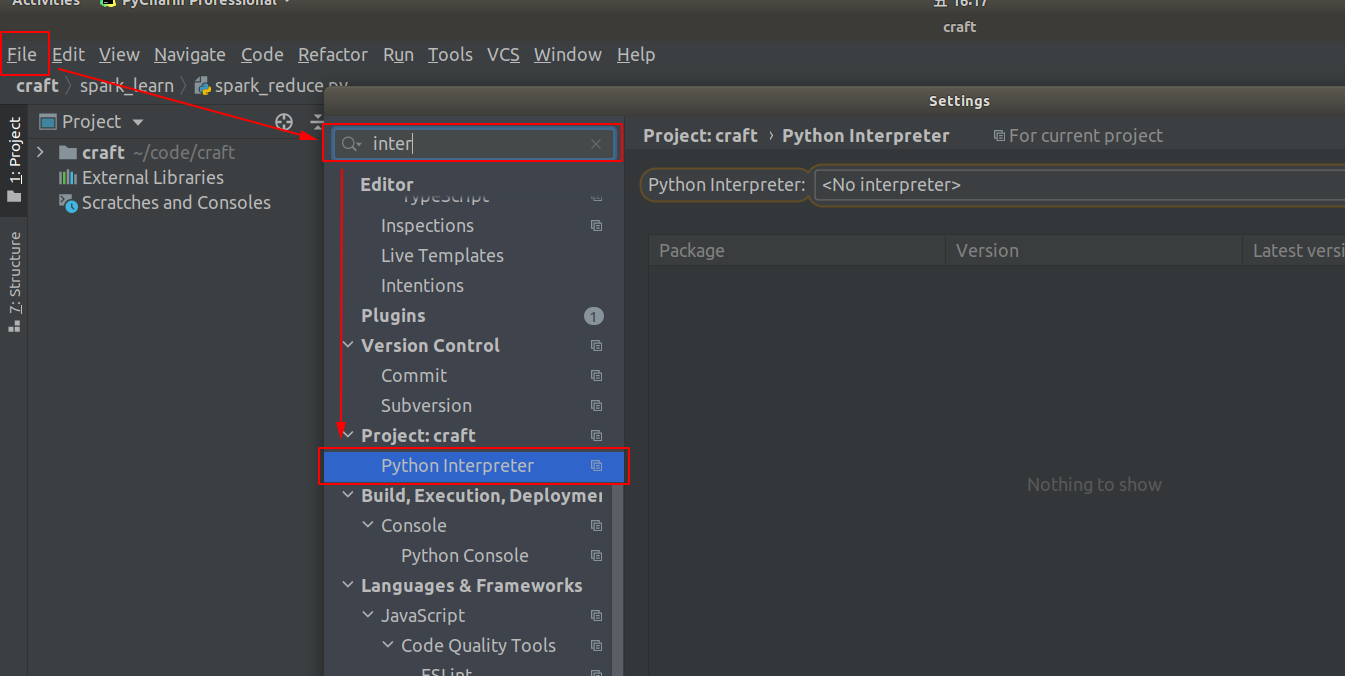 Activities PyCharm Professional 五 16:17
craft
File Edit View Navigate Code Refactor Run Tools VCS Window Help
craft spark_learn spark_reduce.py
Settings
1: Project
7: Structure
Project
craft ~/code/craft
External Libraries
Scratches and Consoles
inter
Editor
TypeScript
Inspections
Live Templates
Intentions
Plugins 1
Version Control
Commit
Subversion
Project: craft
Python Interpreter
Build, Execution, Deploymen
Console
Python Console
Languages & Frameworks
JavaScript
Code Quality Tools
ESLint
Project: craft › Python Interpreter For current project
Python Interpreter: <No interpreter>
Package Version Latest versi
Nothing to show